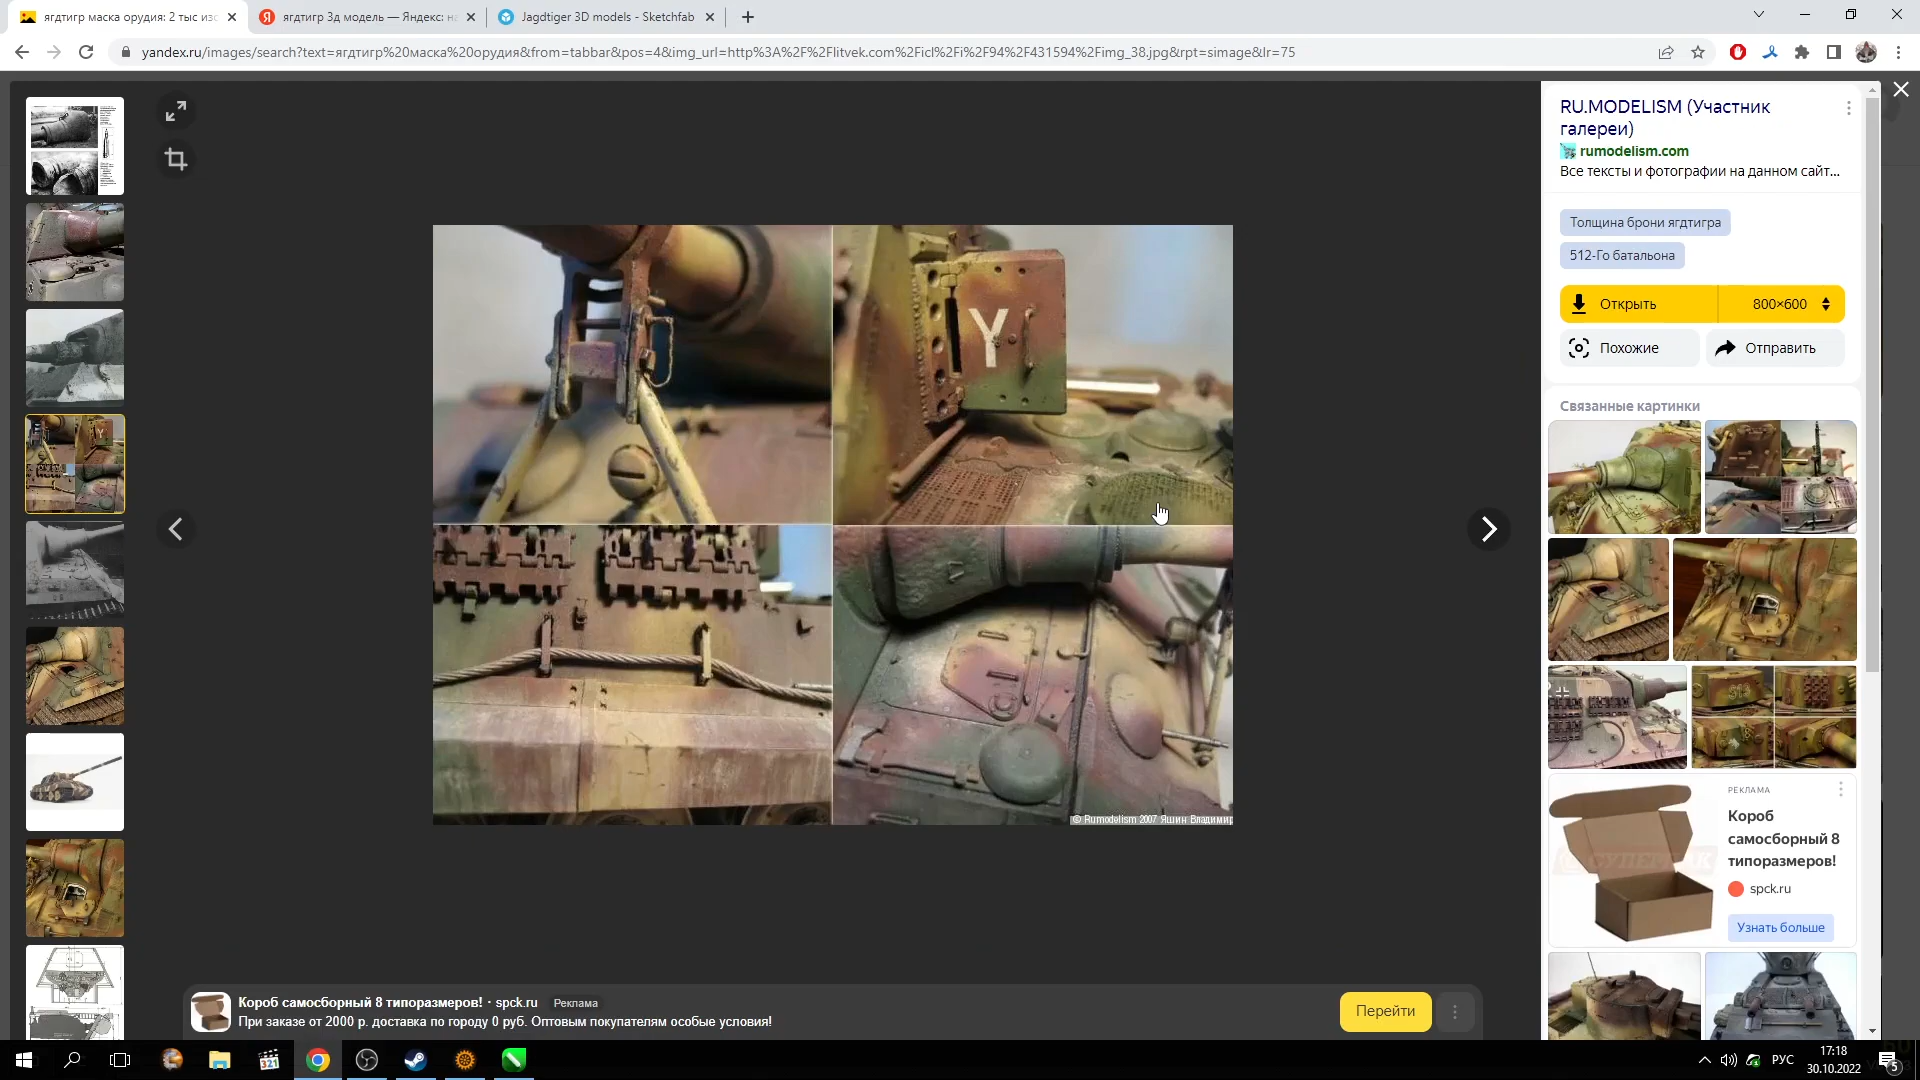 ягдтигр маска орудия: 2 тыс изо
ягдтигр 3д модель — Яндекс: на
Jagdtiger 3D models - Sketchfab
yandex.ru/images/search?text=ягдтигр%20маска%20орудия&from=tabbar&pos=4&img_url=http%3A%2F%2Flitvek.com%2Ficl%2Fi%2F94%2F431594%2Fimg_38.jpg&rpt=simage&lr=75
RU.MODELISM (Участник
галереи)
rumodelism.com
Все тексты и фотографии на данном сайт...
Толщина брони ягдтигра
512-Го батальона
Открыть
800×600
Похожие
Отправить
Связанные картинки
Y
© Rumodelism 2007 Яшин Владимир
РЕКЛАМА
Короб
самосборный 8
типоразмеров!
spck.ru
Узнать больше
Короб самосборный 8 типоразмеров! · spck.ru Реклама
При заказе от 2000 р. доставка по городу 0 руб. Оптовым покупателям особые условия!
Перейти
321
РУС
17:18
30.10.2022
5